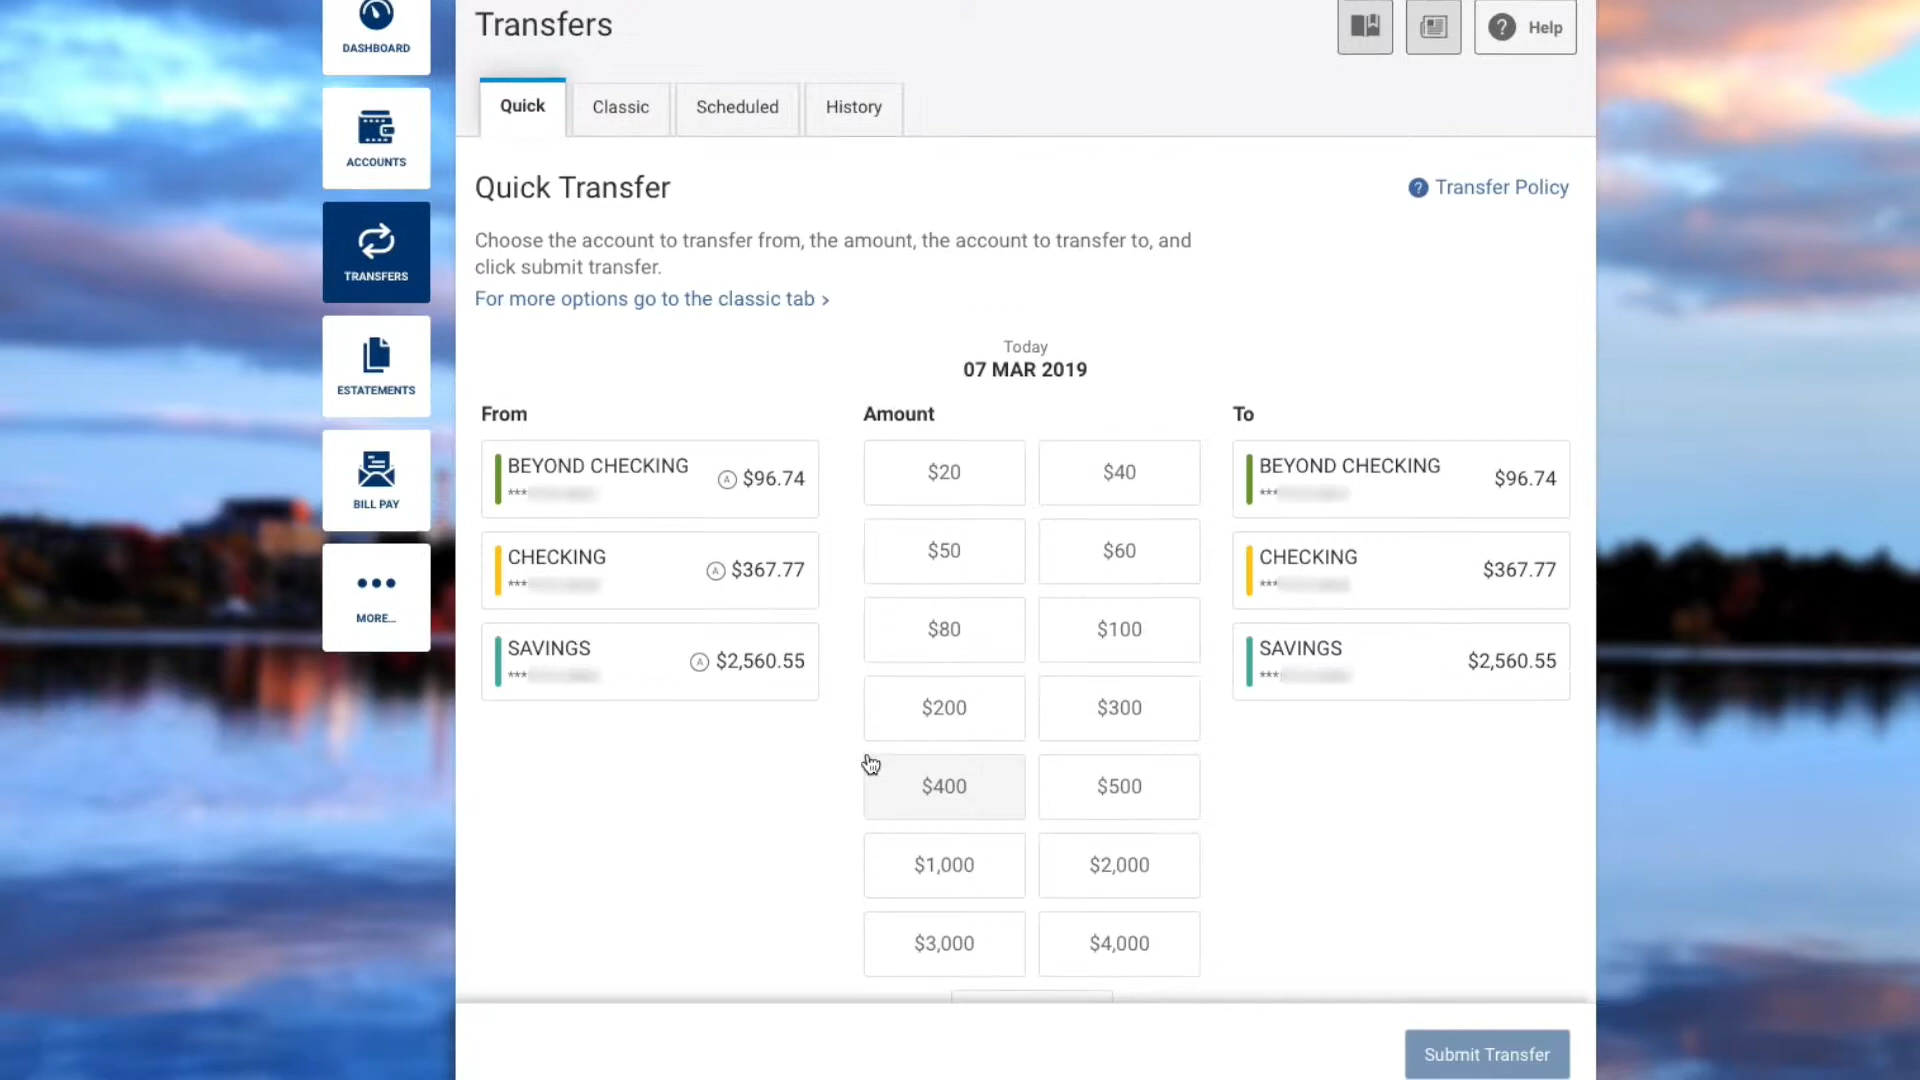 Transfers
Help
DASHBOARD
ACCOUNTS
TRANSFERS
ESTATEMENTS
BILL PAY
MORE...
Quick
Classic
Scheduled
History
Quick Transfer
Transfer Policy
Choose the account to transfer from, the amount, the account to transfer to, and
click submit transfer.
For more options go to the classic tab >
Today
07 MAR 2019
From
BEYOND CHECKING
***
A $96.74
CHECKING
***
A $367.77
SAVINGS
***
A $2,560.55
Amount
$20
$40
$50
$60
$80
$100
$200
$300
$400
$500
$1,000
$2,000
$3,000
$4,000
To
BEYOND CHECKING
***
$96.74
CHECKING
***
$367.77
SAVINGS
***
$2,560.55
Submit Transfer